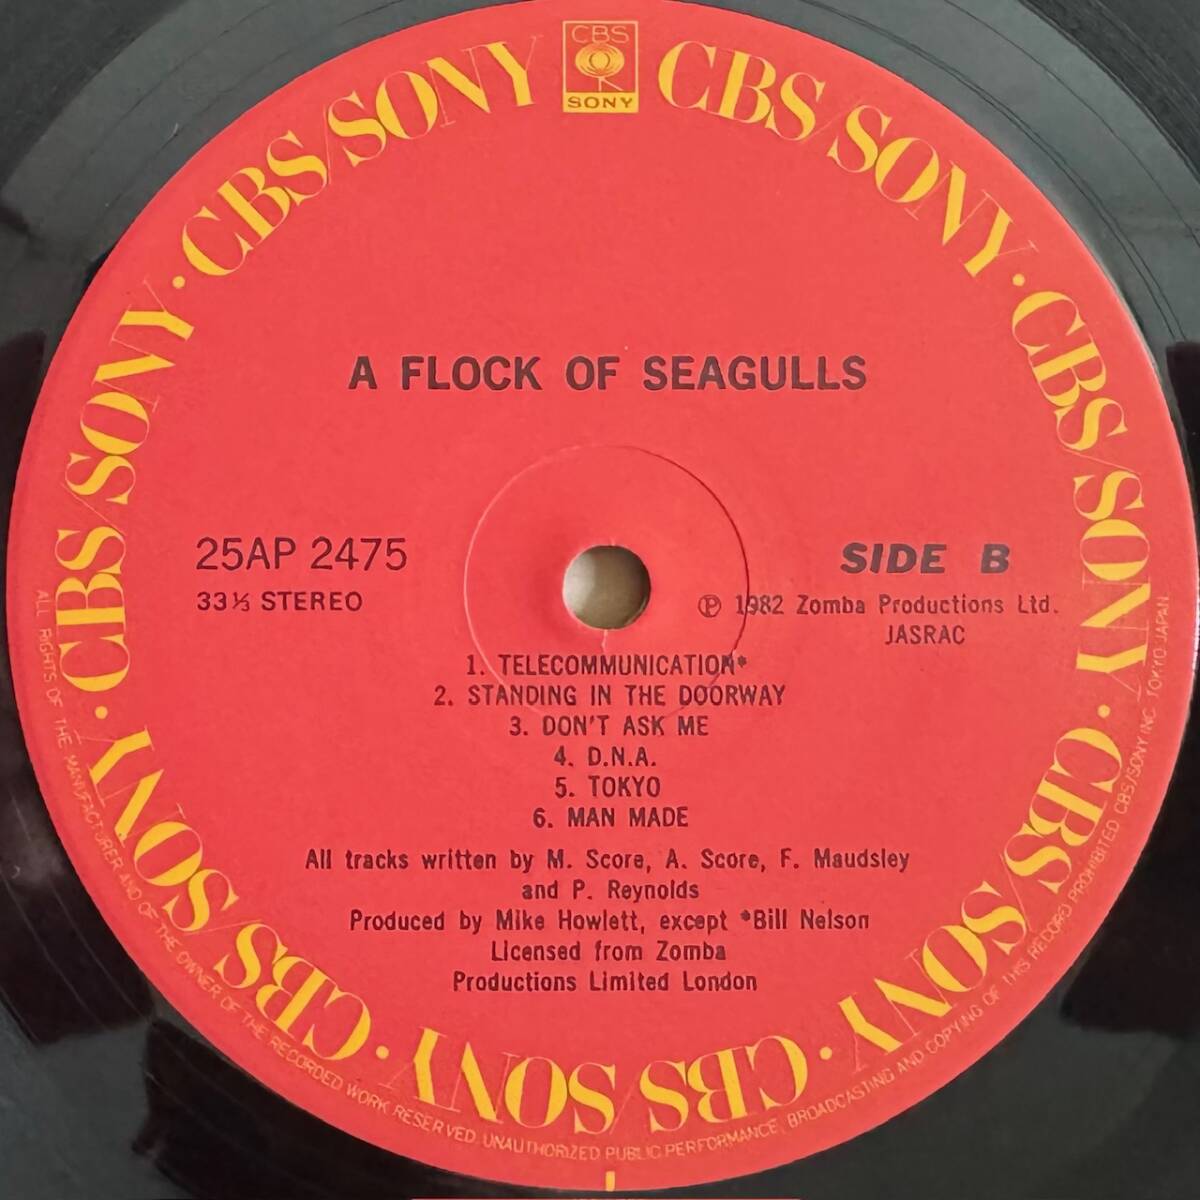 CBS
SONY
CBS/SONY · CBS/SONY · CBS/SONY · CBS/SONY · CBS/SONY · CBS/SONY · CBS/SONY
A FLOCK OF SEAGULLS
25AP 2475
33⅓ STEREO
SIDE B
Ⓟ 1982 Zomba Productions Ltd.
JASRAC
1. TELECOMMUNICATION*
2. STANDING IN THE DOORWAY
3. DON'T ASK ME
4. D.N.A.
5. TOKYO
6. MAN MADE
All tracks written by M. Score, A. Score, F. Maudsley
and P. Reynolds
Produced by Mike Howlett, except *Bill Nelson
Licensed from Zomba
Productions Limited London
ALL RIGHTS OF THE MANUFACTURER AND OF THE OWNER OF THE RECORDED WORK RESERVED. UNAUTHORIZED PUBLIC PERFORMANCE, BROADCASTING AND COPYING OF THIS RECORD PROHIBITED CBS/SONY INC. TOKYO JAPAN